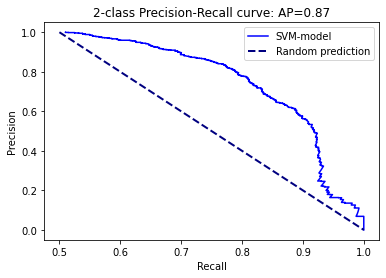 2-class Precision-Recall curve: AP=0.87
SVM-model
Random prediction
Precision
1.0
0.8
0.6
0.4
0.2
0.0
0.5 0.6 0.7 0.8 0.9 1.0
Recall